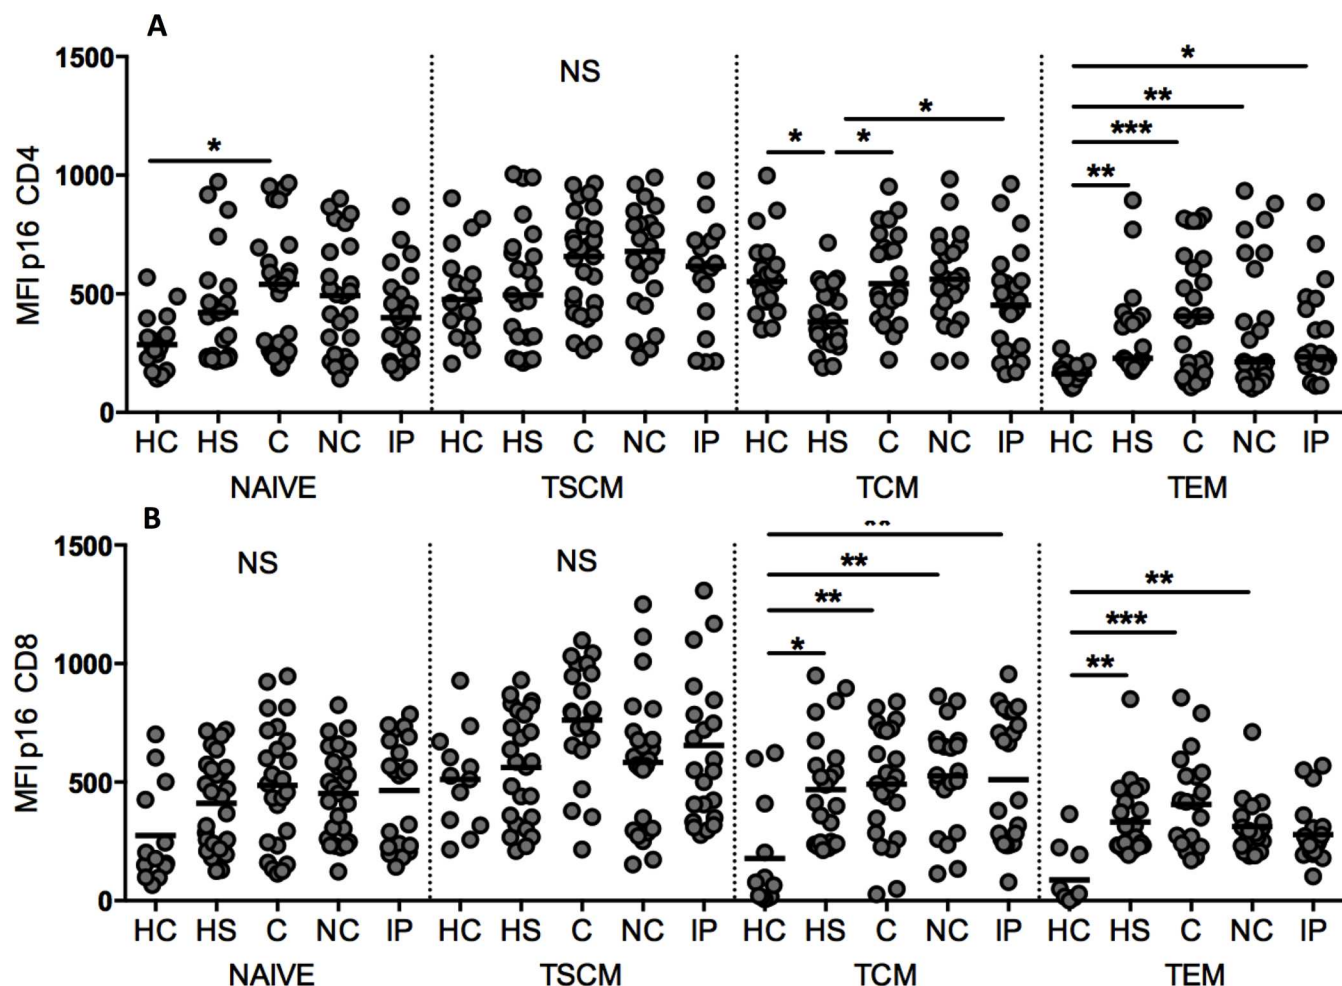 A
1500
1000
500
0
MFI p16 CD4
NS
*
*
*
*
*
**
***
**
HC HS C NC IP HC HS C NC IP HC HS C NC IP HC HS C NC IP
NAIVE TSCM TCM TEM
B
1500
1000
500
0
MFI p16 CD8
NS NS
**
**
**
*
**
***
**
HC HS C NC IP HC HS C NC IP HC HS C NC IP HC HS C NC IP
NAIVE TSCM TCM TEM